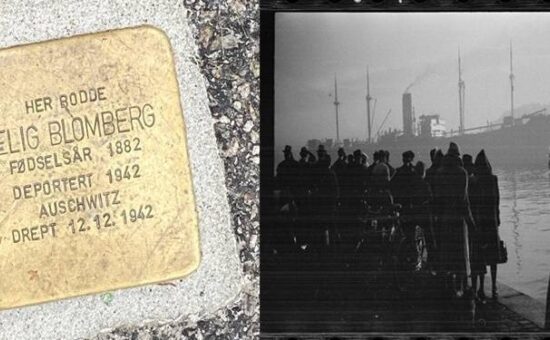 HER BODDE
ELIG BLOMBERG
FØDSELSÅR 1882
DEPORTERT 1942
AUSCHWITZ
DREPT 12.12.1942